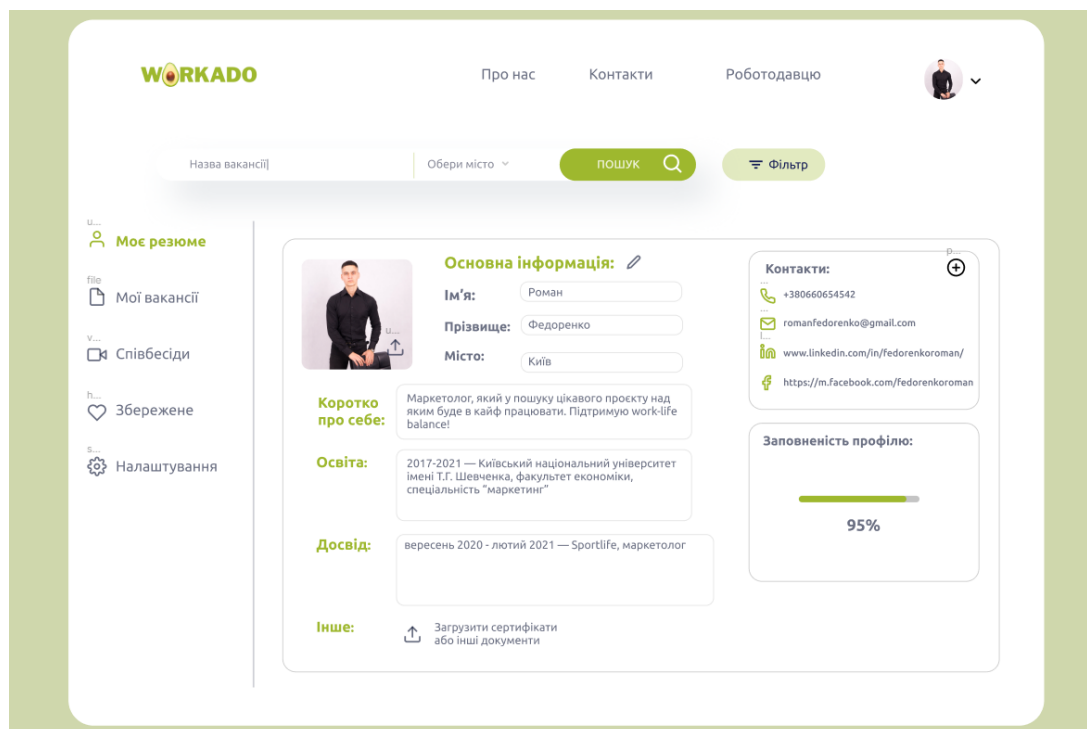 WORKADO
Про нас
Контакти
Роботодавцю
Назва вакансії|
Обери місто
ПОШУК
Фільтр
u...
Моє резюме
file
Мої вакансії
v...
Співбесіди
h...
Збережене
s...
Налаштування
u...
Основна інформація:
Ім'я:
Роман
Прізвище:
Федоренко
Місто:
Київ
Коротко
про себе:
Маркетолог, який у пошуку цікавого проєкту над
яким буде в кайф працювати. Підтримую work-life
balance!
Освіта:
2017-2021 — Київський національний університет
імені Т.Г. Шевченка, факультет економіки,
спеціальність “маркетинг”
Досвід:
вересень 2020 - лютий 2021 — Sportlife, маркетолог
Інше:
Загрузити сертифікати
або інші документи
p...
Контакти:
...
+380660654542
...
romanfedorenko@gmail.com
l...
www.linkedin.com/in/fedorenkoroman/
https://m.facebook.com/fedorenkoroman
Заповненість профілю:
95%